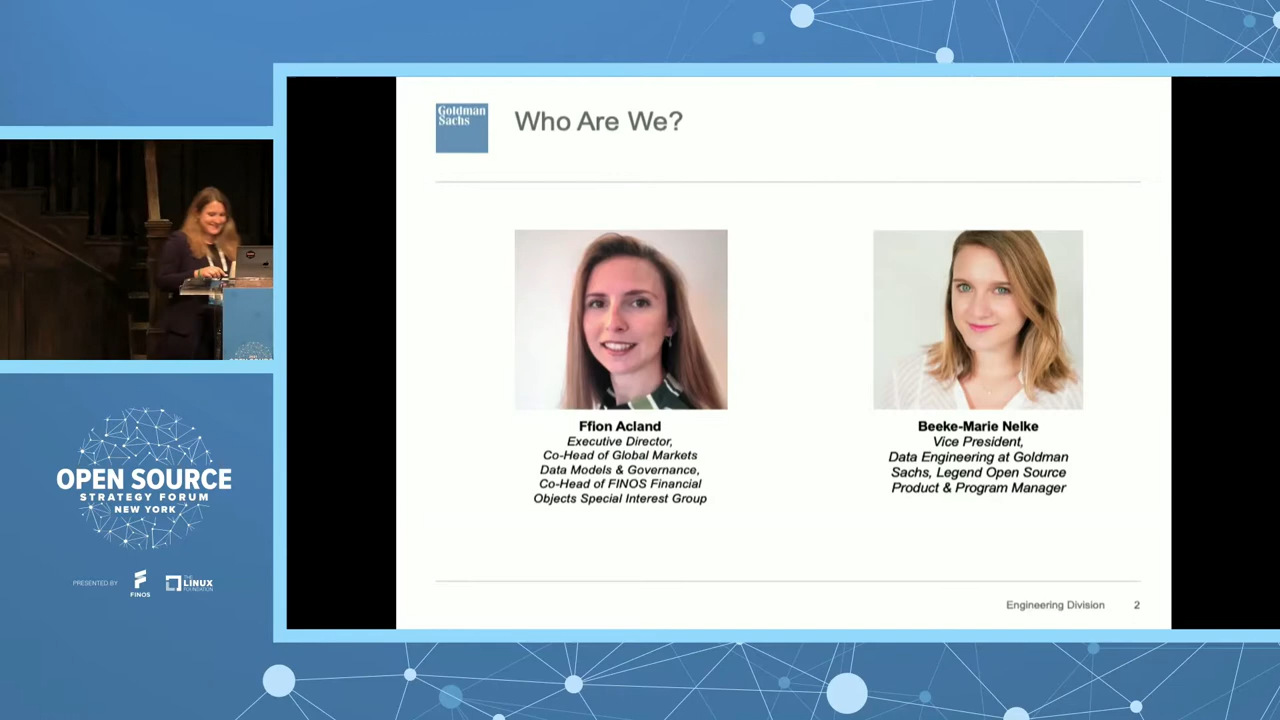 Goldman
Sachs
Who Are We?
Ffion Acland
Executive Director,
Co-Head of Global Markets
Data Models & Governance,
Co-Head of FINOS Financial
Objects Special Interest Group
Beeke-Marie Nelke
Vice President,
Data Engineering at Goldman
Sachs, Legend Open Source
Product & Program Manager
Engineering Division 2
OPEN SOURCE
STRATEGY FORUM
NEW YORK
PRESENTED BY
FINOS
THE
LINUX
FOUNDATION